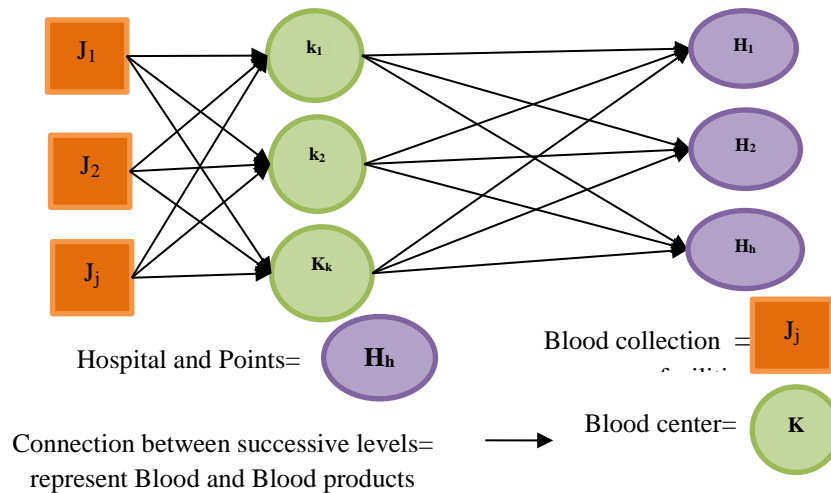 J1 k1 H1
J2 k2 H2
Jj Kk Hh
Hospital and Points= Hh
Blood collection = Jj
Blood center= K
Connection between successive levels=
represent Blood and Blood products